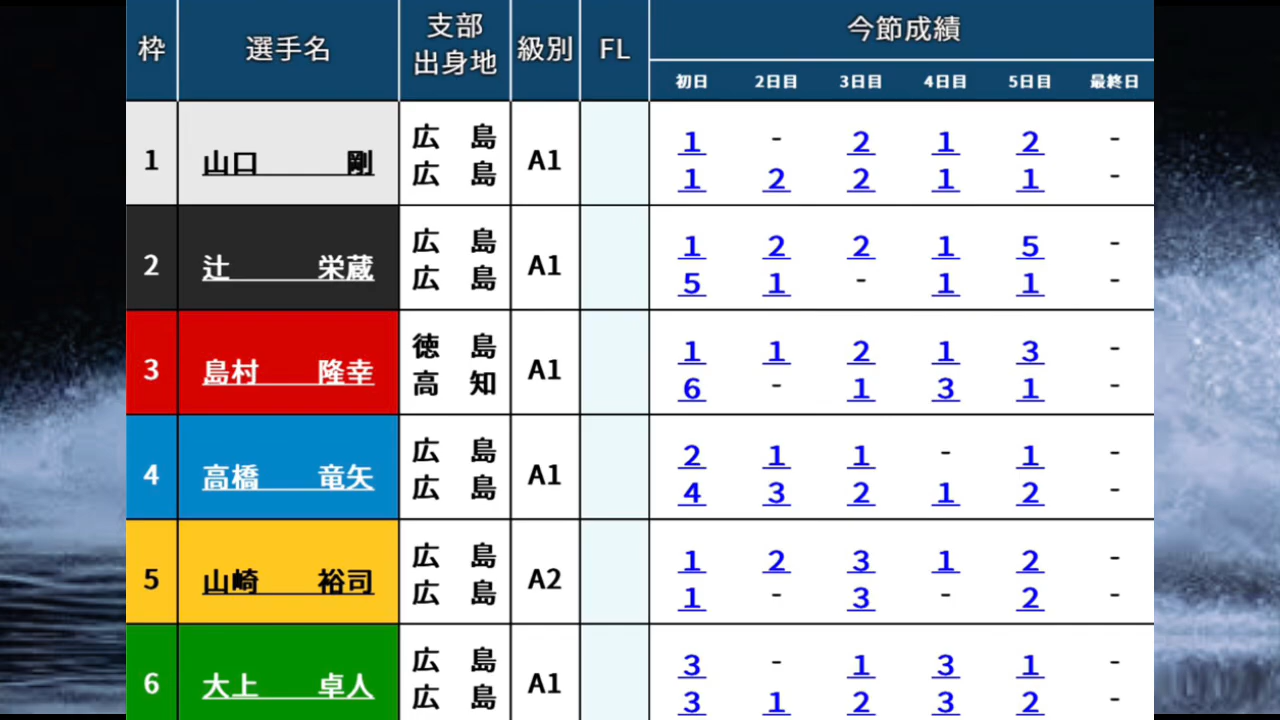 枠 選手名 支部 出身地 級別 FL 今節成績
初日 2日目 3日目 4日目 5日目 最終日
1 山口 剛 広島 広島 A1
1 - 2 1 2 -
1 2 2 1 1 -
2 辻 栄蔵 広島 広島 A1
1 2 2 1 5 -
5 1 - 1 1 -
3 島村 隆幸 徳島 高知 A1
1 1 2 1 3 -
6 - 1 3 1 -
4 高橋 竜矢 広島 広島 A1
2 1 1 - 1 -
4 3 2 1 2 -
5 山崎 裕司 広島 広島 A2
1 2 3 1 2 -
1 - 3 - 2 -
6 大上 卓人 広島 広島 A1
3 - 1 3 1 -
3 1 2 3 2 -